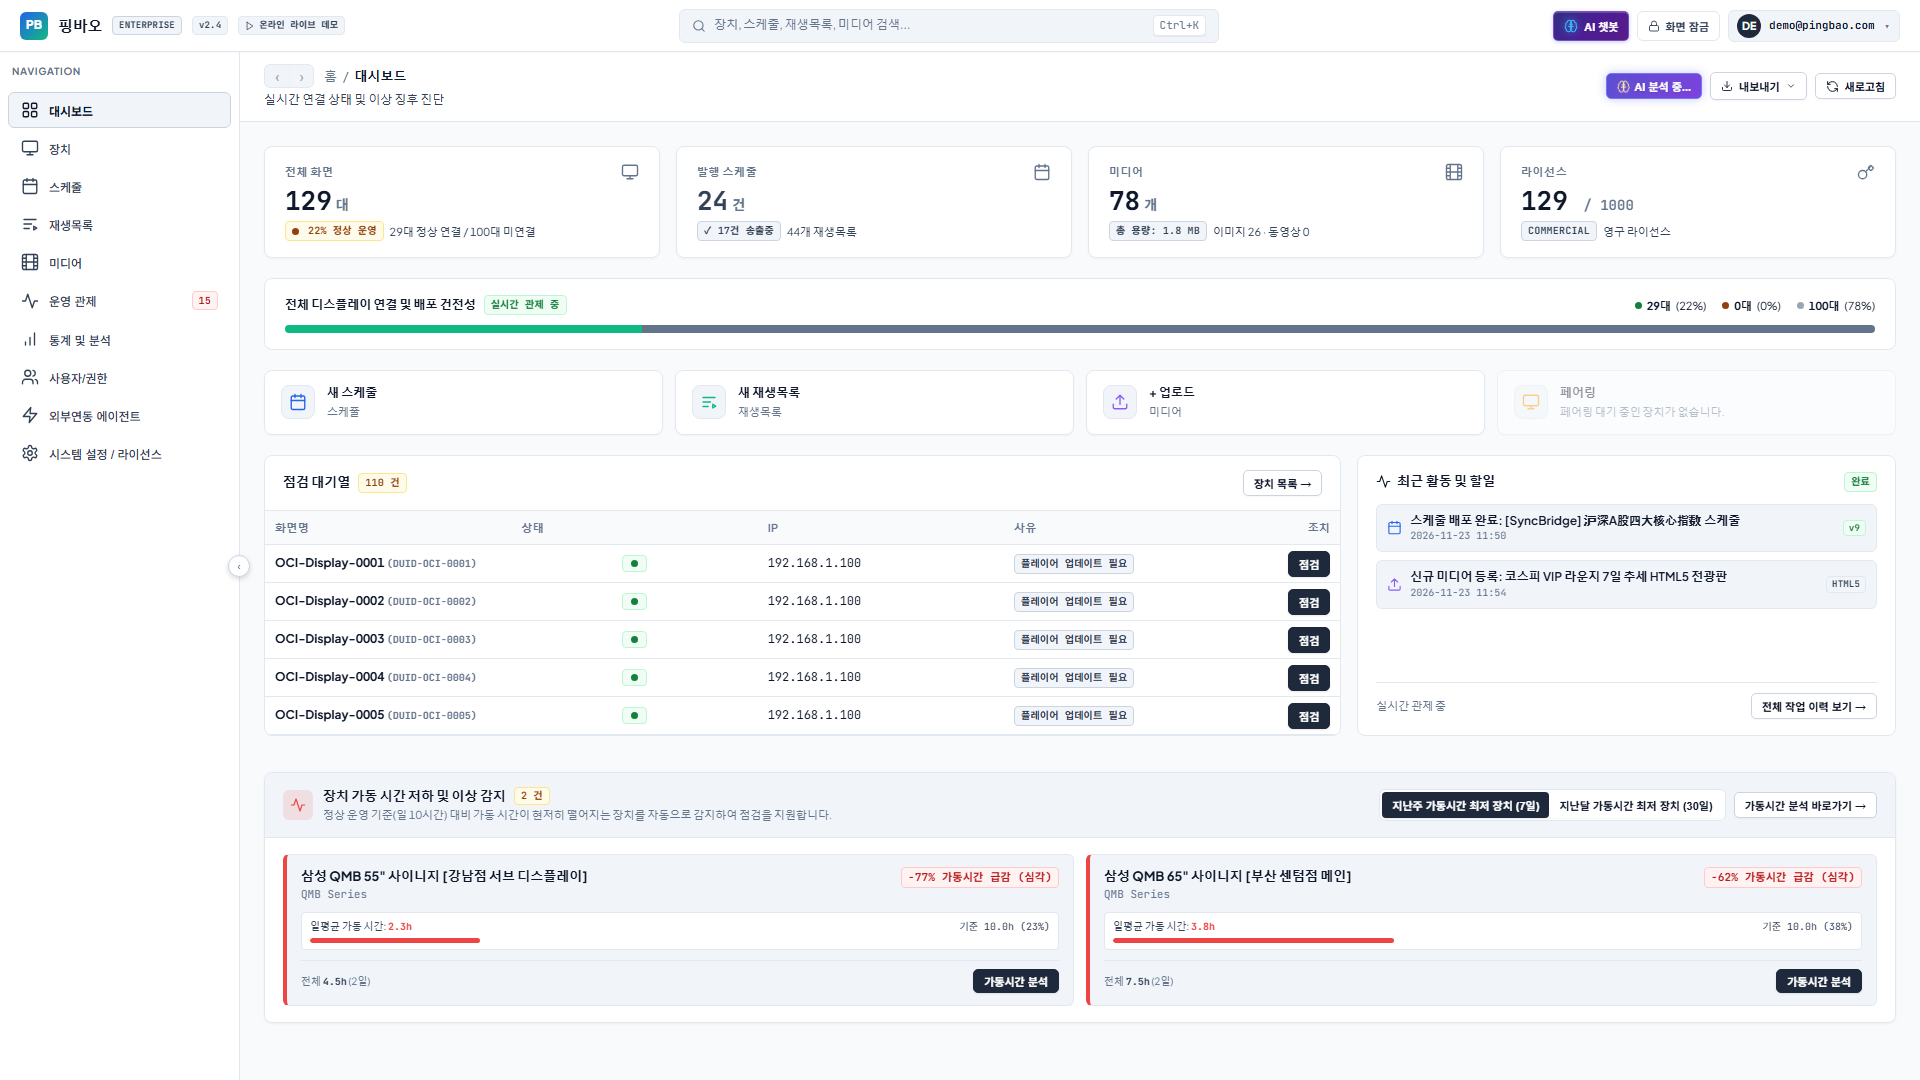 PB 핑바오 ENTERPRISE v2.4 ▷ 온라인 라이브 데모
장치, 스케줄, 재생목록, 미디어 검색... Ctrl+K
AI 챗봇 화면 잠금 DE demo@pingbao.com
NAVIGATION
대시보드
장치
스케줄
재생목록
미디어
운영 관제 15
통계 및 분석
사용자/권한
외부연동 에이전트
시스템 설정 / 라이선스
‹ › 홈 / 대시보드
실시간 연결 상태 및 이상 징후 진단
AI 분석 중... 내보내기 새로고침
전체 화면
129 대
22% 정상 운영 29대 정상 연결 / 100대 미연결
발행 스케줄
24 건
✓ 17건 송출중 44개 재생목록
미디어
78 개
총 용량: 1.8 MB 이미지 26 · 동영상 0
라이선스
129 / 1000
COMMERCIAL 영구 라이선스
전체 디스플레이 연결 및 배포 건전성 실시간 관제 중
29대 (22%) 0대 (0%) 100대 (78%)
새 스케줄
스케줄
새 재생목록
재생목록
+ 업로드
미디어
페어링
페어링 대기 중인 장치가 없습니다.
점검 대기열 110 건 장치 목록 →
화면명 상태 IP 사유 조치
OCI-Display-0001 (DUID-OCI-0001) 192.168.1.100 플레이어 업데이트 필요 점검
OCI-Display-0002 (DUID-OCI-0002) 192.168.1.100 플레이어 업데이트 필요 점검
OCI-Display-0003 (DUID-OCI-0003) 192.168.1.100 플레이어 업데이트 필요 점검
OCI-Display-0004 (DUID-OCI-0004) 192.168.1.100 플레이어 업데이트 필요 점검
OCI-Display-0005 (DUID-OCI-0005) 192.168.1.100 플레이어 업데이트 필요 점검
최근 활동 및 할일 완료
스케줄 배포 완료: [SyncBridge] 沪深A股四大核心指数 스케줄
2026-11-23 11:50
v9
신규 미디어 등록: 코스피 VIP 라운지 7일 추세 HTML5 전광판
2026-11-23 11:54
HTML5
실시간 관제 중 전체 작업 이력 보기 →
장치 가동 시간 저하 및 이상 감지 2 건
정상 운영 기준(일 10시간) 대비 가동 시간이 현저히 떨어지는 장치를 자동으로 감지하여 점검을 지원합니다.
지난주 가동시간 최저 장치 (7일) 지난달 가동시간 최저 장치 (30일) 가동시간 분석 바로가기 →
삼성 QMB 55" 사이니지 [강남점 서브 디스플레이] -77% 가동시간 급감 (심각)
QMB Series
일평균 가동 시간: 2.3h 기준 10.0h (23%)
전체 4.5h (2일) 가동시간 분석
삼성 QMB 65" 사이니지 [부산 센텀점 메인] -62% 가동시간 급감 (심각)
QMB Series
일평균 가동 시간: 3.8h 기준 10.0h (38%)
전체 7.5h (2일) 가동시간 분석